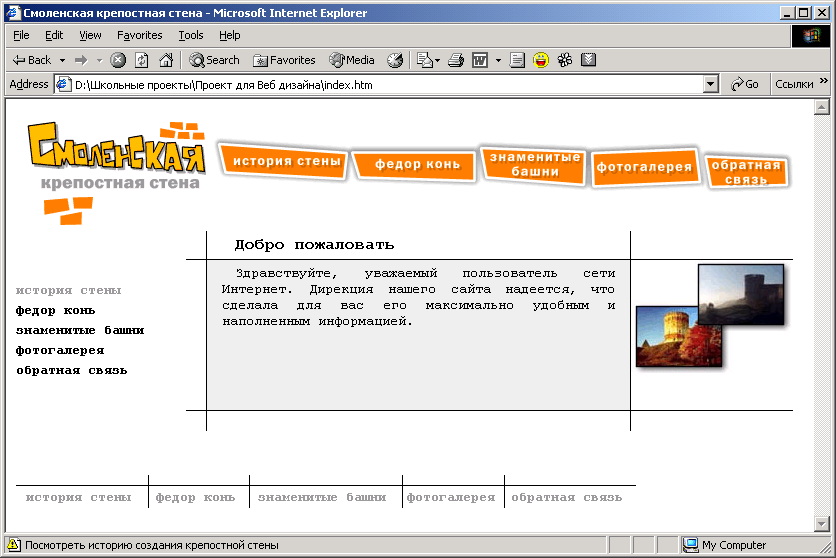 Смоленская крепостная стена - Microsoft Internet Explorer
File Edit View Favorites Tools Help
Back Search Favorites Media W
Address D:\Школьные проекты\Проект для Веб дизайна\index.htm Go Ссылки »
Смоленская
крепостная стена
история стены
федор конь
знаменитые
башни
фотогалерея
обратная
связь
Добро пожаловать
Здравствуйте, уважаемый пользователь сети
Интернет. Дирекция нашего сайта надеется, что
сделала для вас его максимально удобным и
наполненным информацией.
история стены
федор конь
знаменитые башни
фотогалерея
обратная связь
история стены федор конь знаменитые башни фотогалерея обратная связь
Посмотреть историю создания крепостной стены My Computer